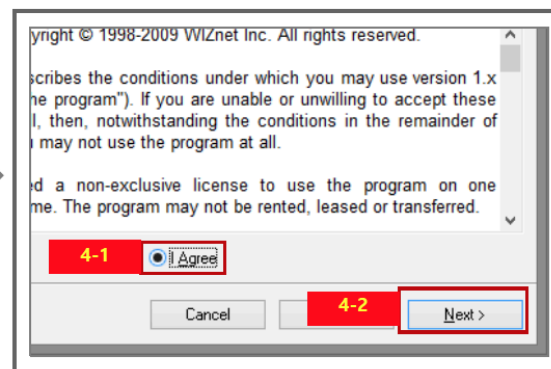 yright © 1998-2009 WIZnet Inc. All rights reserved.
scribes the conditions under which you may use version 1.x
he program"). If you are unable or unwilling to accept these
l, then, notwithstanding the conditions in the remainder of
may not use the program at all.
ed a non-exclusive license to use the program on one
me. The program may not be rented, leased or transferred.
4-1 I Agree
Cancel 4-2 Next >